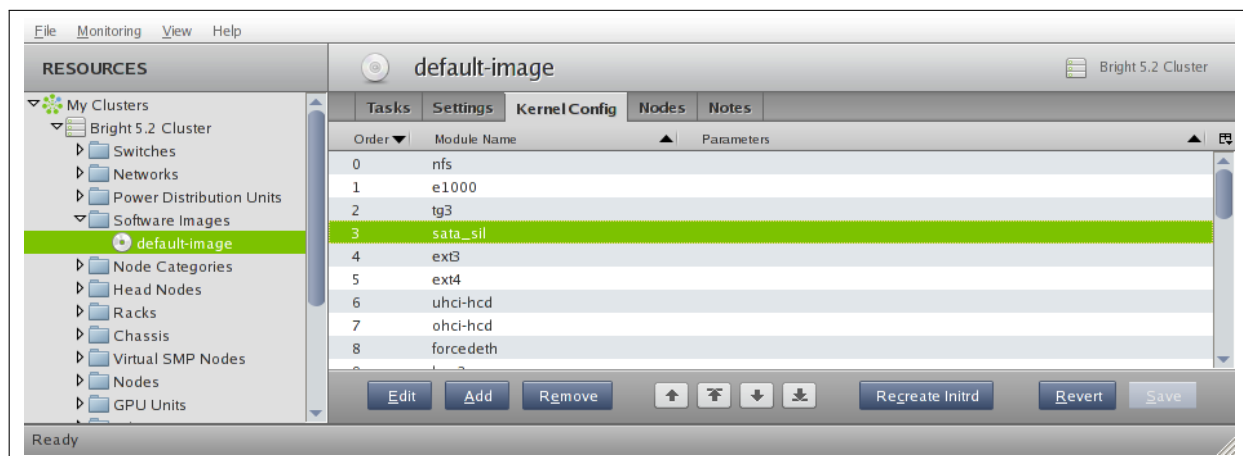 File Monitoring View Help
RESOURCES
My Clusters
Bright 5.2 Cluster
Switches
Networks
Power Distribution Units
Software Images
default-image
Node Categories
Head Nodes
Racks
Chassis
Virtual SMP Nodes
Nodes
GPU Units
default-image
Bright 5.2 Cluster
Tasks Settings Kernel Config Nodes Notes
Order Module Name Parameters
0 nfs
1 e1000
2 tg3
3 sata_sil
4 ext3
5 ext4
6 uhci-hcd
7 ohci-hcd
8 forcedeth
Edit Add Remove Recreate Initrd Revert Save
Ready